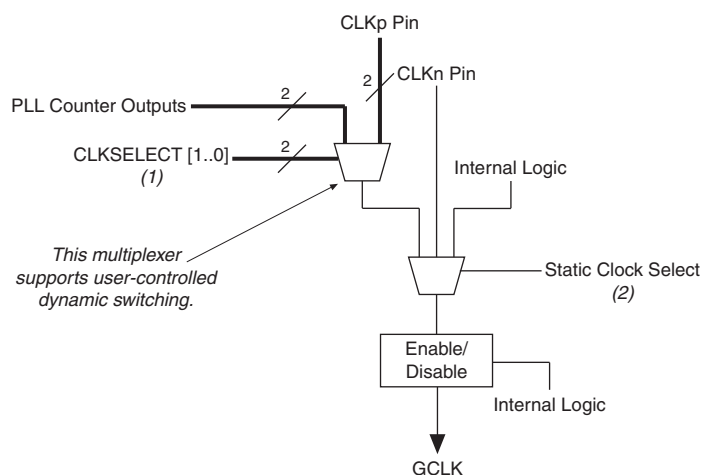 CLKp Pin
2
CLKn Pin
PLL Counter Outputs
2
CLKSELECT [1..0]
2
(1)
Internal Logic
This multiplexer
supports user-controlled
dynamic switching.
Static Clock Select
(2)
Enable/
Disable
Internal Logic
GCLK